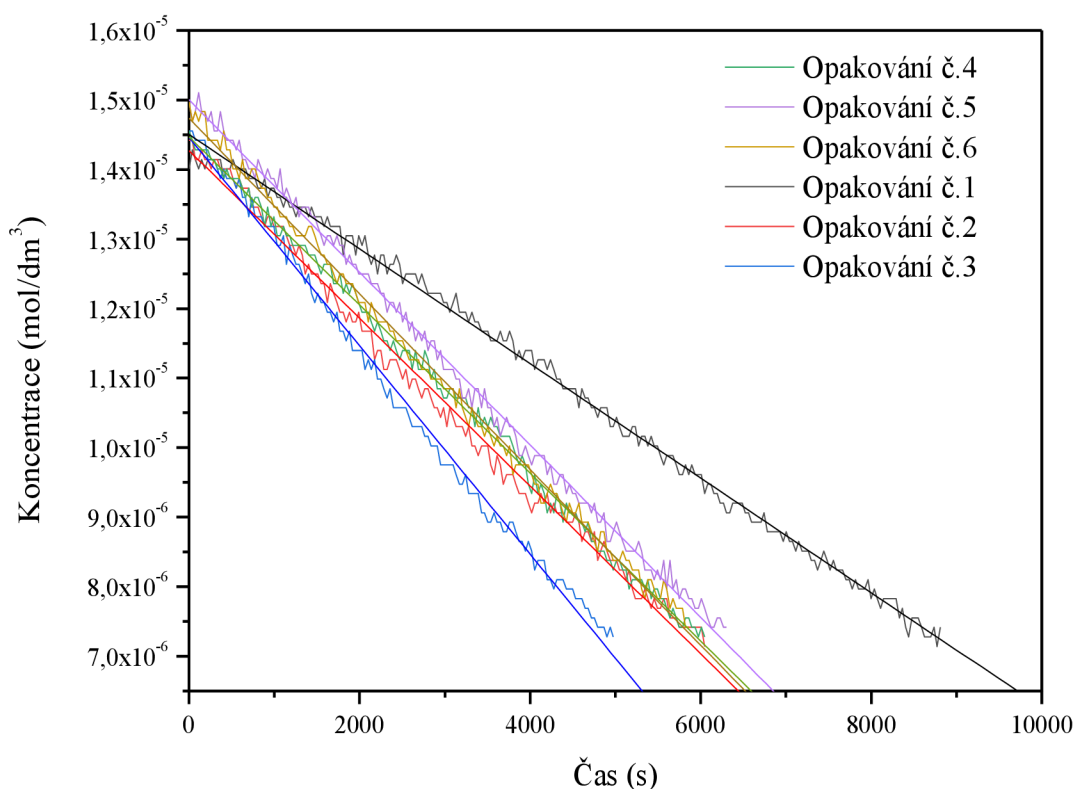 1,6x10⁻⁵
1,5x10⁻⁵
1,4x10⁻⁵
1,3x10⁻⁵
1,2x10⁻⁵
1,1x10⁻⁵
1,0x10⁻⁵
9,0x10⁻⁶
8,0x10⁻⁶
7,0x10⁻⁶
Koncentrace (mol/dm³)
Opakování č.4
Opakování č.5
Opakování č.6
Opakování č.1
Opakování č.2
Opakování č.3
0 2000 4000 6000 8000 10000
Čas (s)